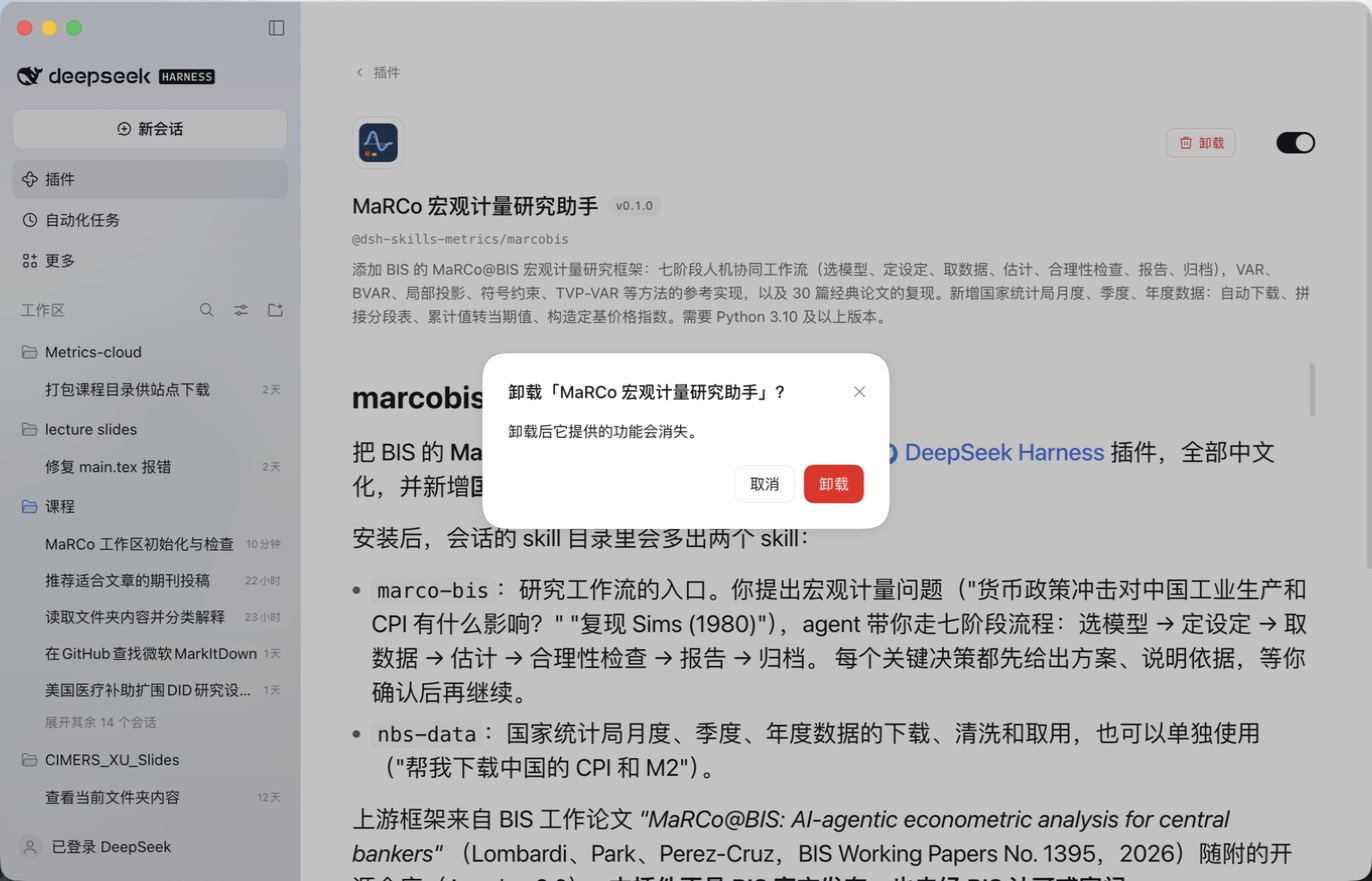 deepseek HARNESS
新会话
插件
自动化任务
更多
工作区
Metrics-cloud
打包课程目录供站点下载 2天
lecture slides
修复 main.tex 报错 2天
课程
MaRCo 工作区初始化与检查 10分钟
推荐适合文章的期刊投稿 22小时
读取文件夹内容并分类解释 23小时
在GitHub查找微软MarkItDown 1天
美国医疗补助扩围DID研究设... 1天
展开其余 14 个会话
CIMERS_XU_Slides
查看当前文件夹内容 12天
已登录 DeepSeek
插件
卸载
MaRCo 宏观计量研究助手 v0.1.0
@dsh-skills-metrics/marcobis
添加 BIS 的 MaRCo@BIS 宏观计量研究框架：七阶段人机协同工作流（选模型、定设定、取数据、估计、合理性检查、报告、归档），VAR、
BVAR、局部投影、符号约束、TVP-VAR 等方法的参考实现，以及 30 篇经典论文的复现。新增国家统计局月度、季度、年度数据：自动下载、拼
接分段表、累计值转当期值、构造定基价格指数。需要 Python 3.10 及以上版本。
marcobis
把 BIS 的 Ma
DeepSeek Harness 插件，全部中文
化，并新增
卸载「MaRCo 宏观计量研究助手」?
卸载后它提供的功能会消失。
取消
卸载
安装后，会话的 skill 目录里会多出两个 skill：
• marco-bis：研究工作流的入口。你提出宏观计量问题（"货币政策冲击对中国工业生产和
CPI 有什么影响？" "复现 Sims (1980)"），agent 带你走七阶段流程：选模型 → 定设定 → 取
数据 → 估计 → 合理性检查 → 报告 → 归档。 每个关键决策都先给出方案、说明依据，等你
确认后再继续。
• nbs-data：国家统计局月度、季度、年度数据的下载、清洗和取用，也可以单独使用
（"帮我下载中国的 CPI 和 M2"）。
上游框架来自 BIS 工作论文 "MaRCo@BIS: AI-agentic econometric analysis for central
bankers" （Lombardi、Park、Perez-Cruz，BIS Working Papers No. 1395，2026）随附的开